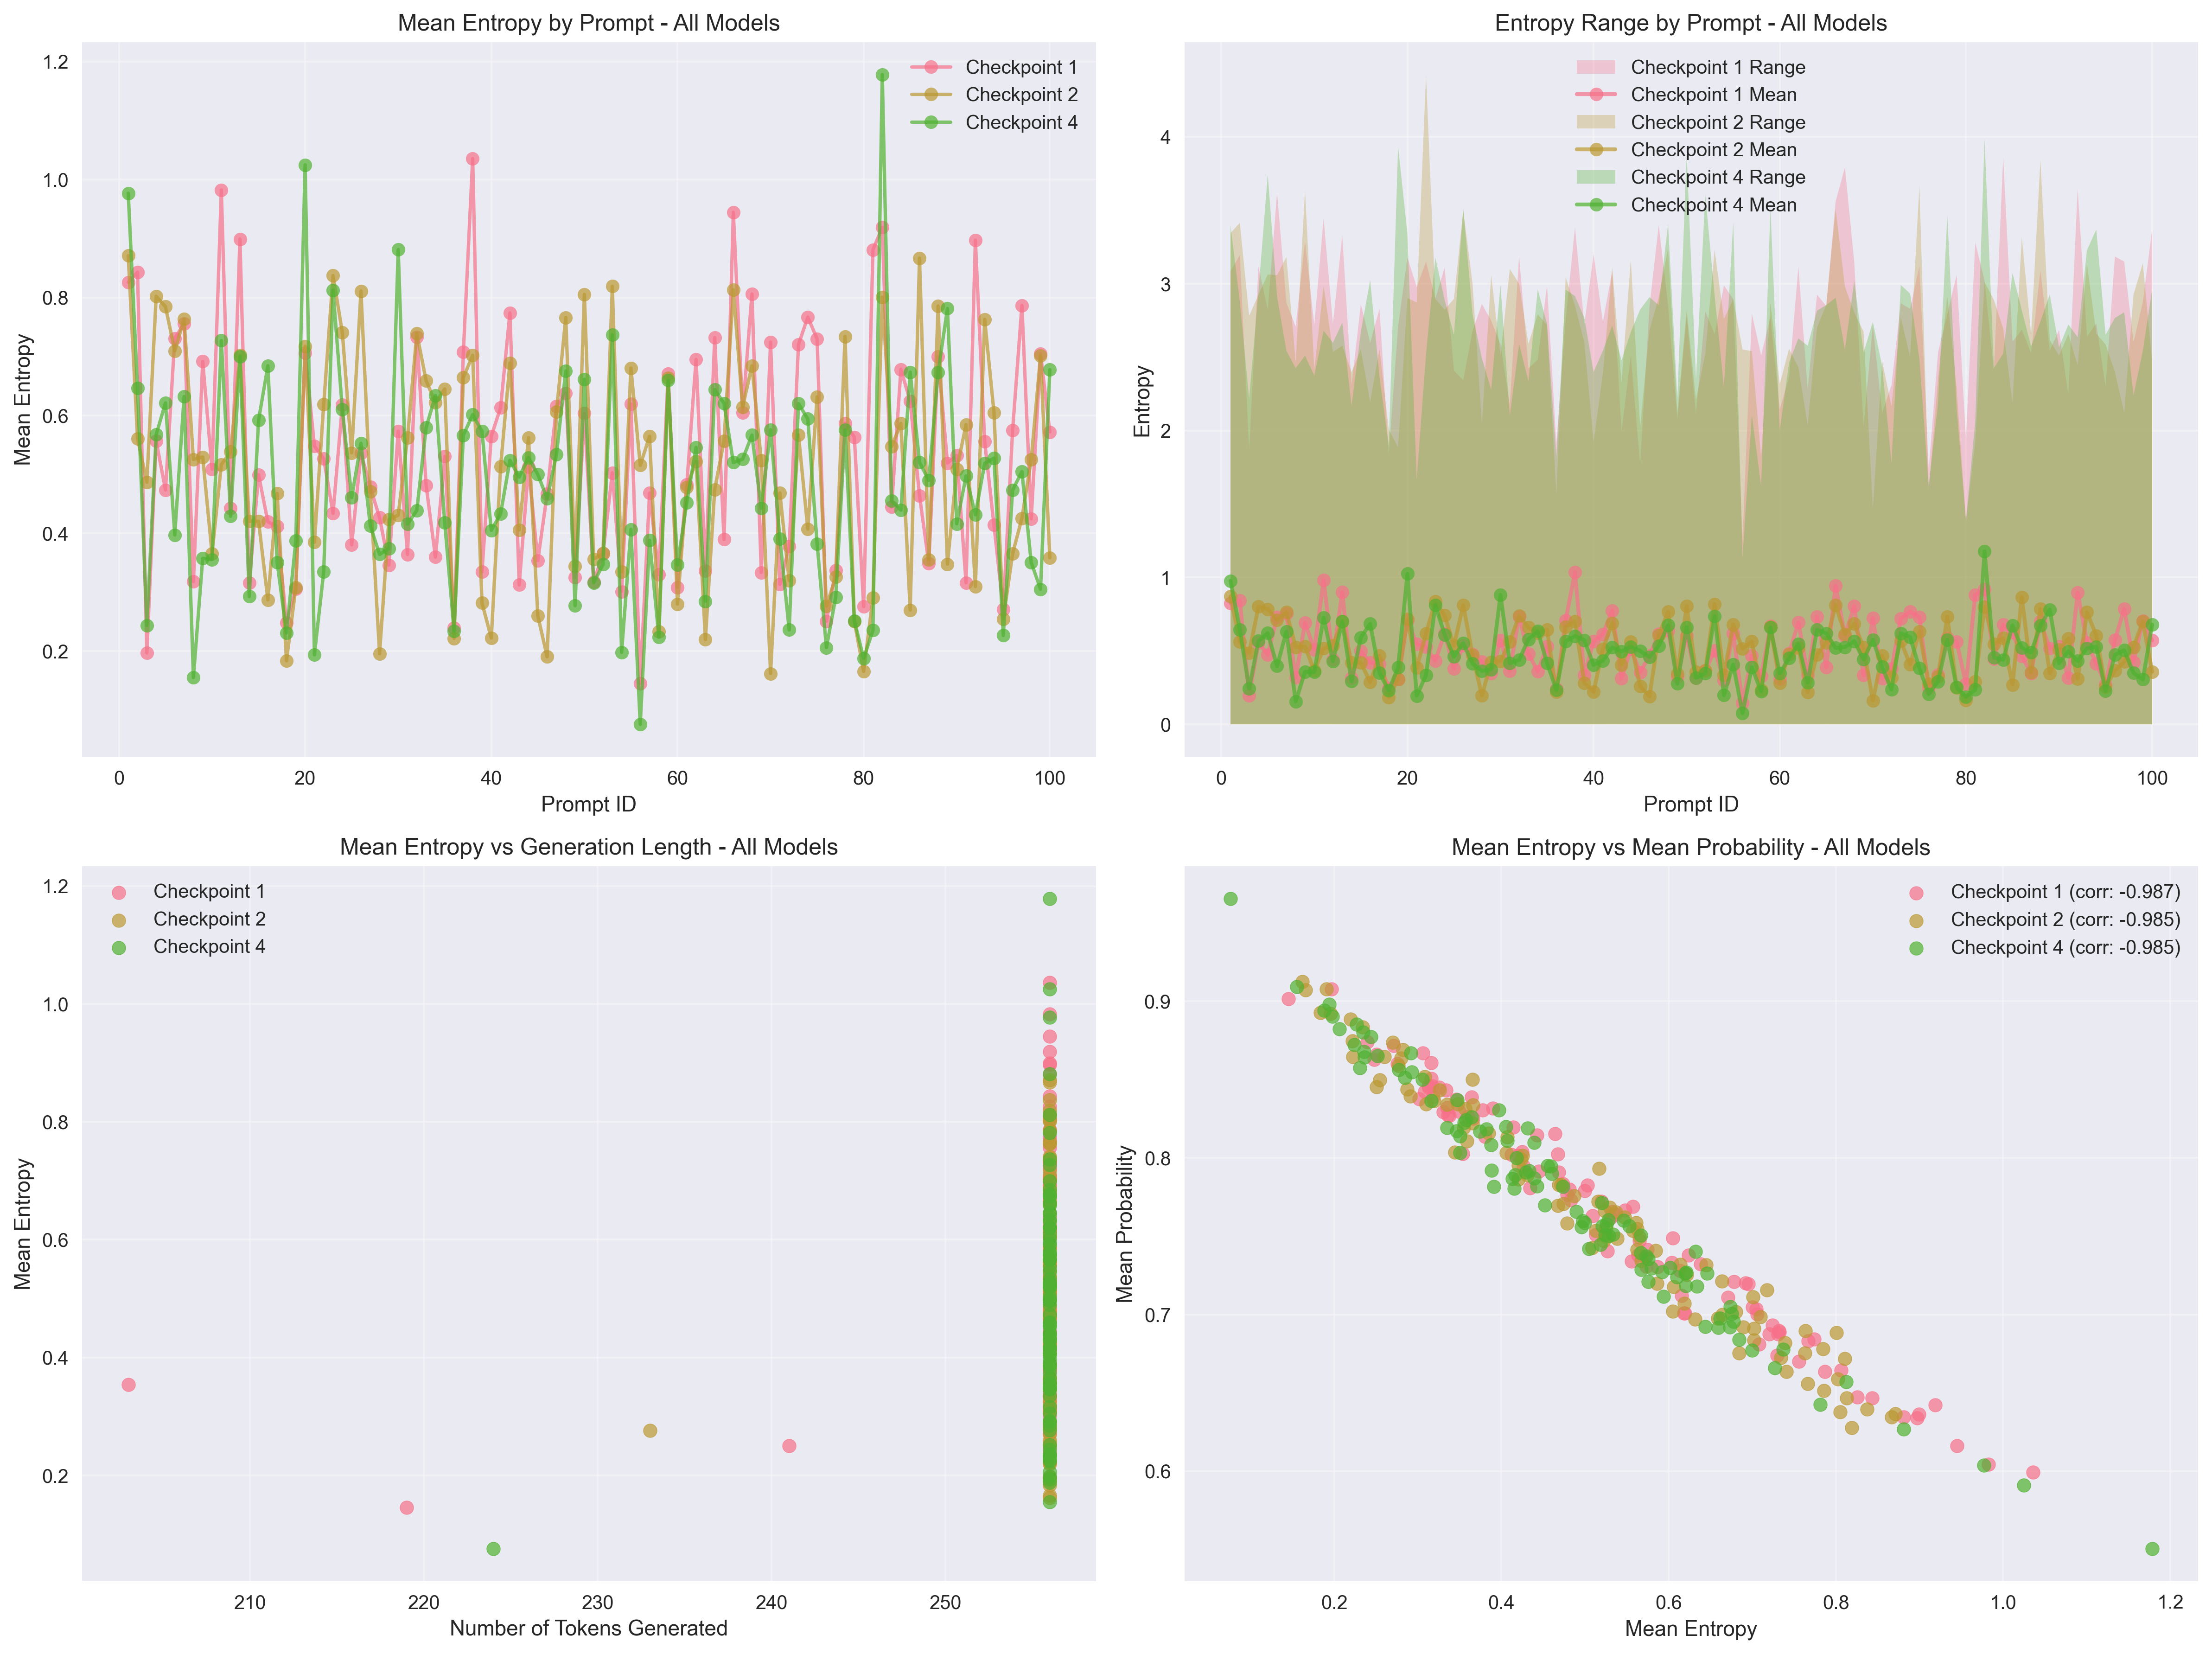 Mean Entropy by Prompt - All Models
Mean Entropy
1.2
1.0
0.8
0.6
0.4
0.2
Checkpoint 1
Checkpoint 2
Checkpoint 4
0 20 40 60 80 100
Prompt ID
Entropy Range by Prompt - All Models
Entropy
4
3
2
1
0
Checkpoint 1 Range
Checkpoint 1 Mean
Checkpoint 2 Range
Checkpoint 2 Mean
Checkpoint 4 Range
Checkpoint 4 Mean
0 20 40 60 80 100
Prompt ID
Mean Entropy vs Generation Length - All Models
Mean Entropy
1.2
1.0
0.8
0.6
0.4
0.2
Checkpoint 1
Checkpoint 2
Checkpoint 4
210 220 230 240 250
Number of Tokens Generated
Mean Entropy vs Mean Probability - All Models
Mean Probability
0.9
0.8
0.7
0.6
Checkpoint 1 (corr: -0.987)
Checkpoint 2 (corr: -0.985)
Checkpoint 4 (corr: -0.985)
0.2 0.4 0.6 0.8 1.0 1.2
Mean Entropy